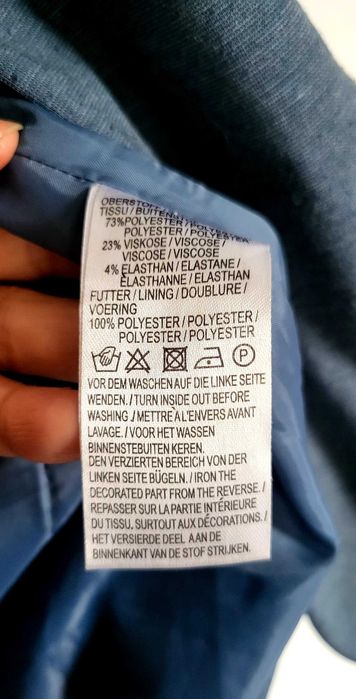 OBERSTOFF
TISSU / BUITENST
73% POLYESTER / POLYESTER
POLYESTER / POLYESTER
23% VISKOSE / VISCOSE /
VISCOSE / VISCOSE
4% ELASTHAN / ELASTANE /
ÉLASTHANNE / ELASTHAN
FUTTER / LINING / DOUBLURE /
VOERING
100% POLYESTER / POLYESTER /
POLYESTER / POLYESTER
P
VOR DEM WASCHEN AUF DIE LINKE SEITE
WENDEN. / TURN INSIDE OUT BEFORE
WASHING. / METTRE À L'ENVERS AVANT
LAVAGE. / VOOR HET WASSEN
BINNENSTEBUITEN KEREN.
DEN VERZIERTEN BEREICH VON DER
LINKEN SEITE BÜGELN. / IRON THE
DECORATED PART FROM THE REVERSE. /
REPASSER SUR LA PARTIE INTÉRIEURE
DU TISSU, SURTOUT AUX DÉCORATIONS. /
HET VERSIERDE DEEL AAN DE
BINNENKANT VAN DE STOF STRIJKEN.